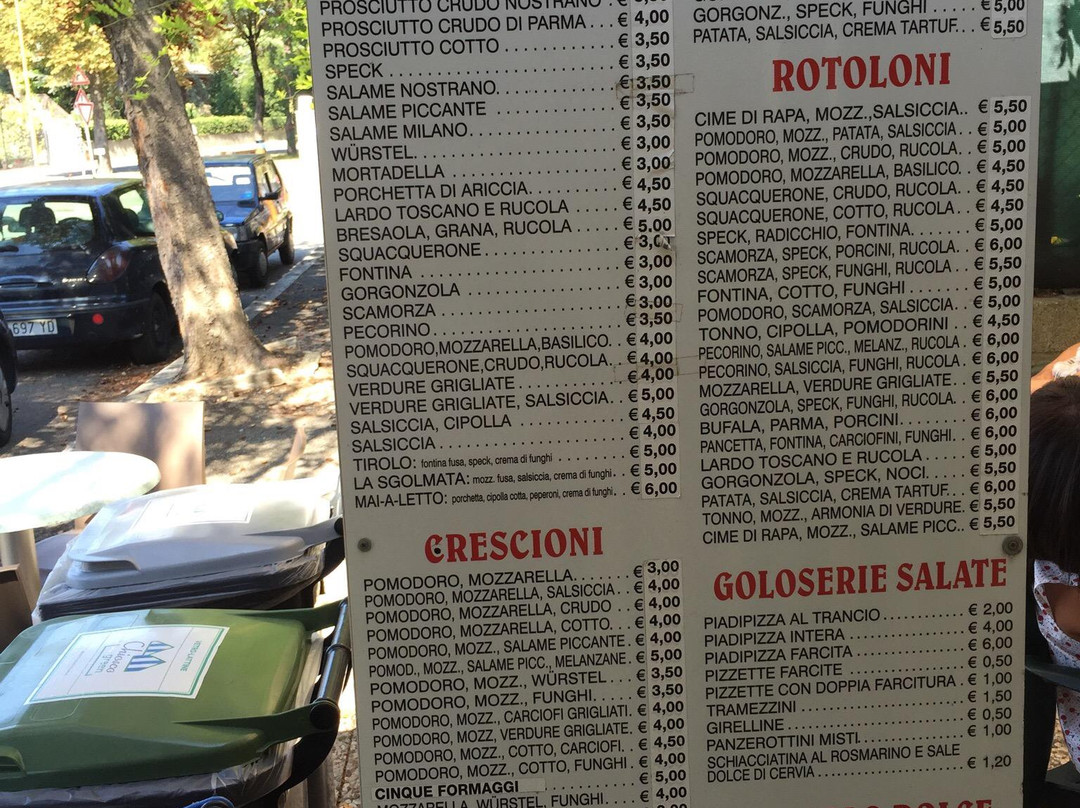 PROSCIUTTO CRUDO NOSTRANO . €
PROSCIUTTO CRUDO DI PARMA . . . € 4,00
PROSCIUTTO COTTO . . . . . . . . . . € 3,50
SPECK . . . . . . . . . . . . . . . . . . . . € 3,50
SALAME NOSTRANO. . . . . . . . . . € 3,50
SALAME PICCANTE . . . . . . . . . . . € 3,50
SALAME MILANO. . . . . . . . . . . . . € 3,50
WÜRSTEL. . . . . . . . . . . . . . . . . . € 3,00
MORTADELLA . . . . . . . . . . . . . . . € 3,00
PORCHETTA DI ARICCIA. . . . . . . . € 4,50
LARDO TOSCANO E RUCOLA . . . . . € 4,50
BRESAOLA, GRANA, RUCOLA . . . . . € 5,00
SQUACQUERONE . . . . . . . . . . . . . € 3,00
FONTINA . . . . . . . . . . . . . . . . . . € 3,00
GORGONZOLA . . . . . . . . . . . . . . € 3,00
SCAMORZA . . . . . . . . . . . . . . . . € 3,00
PECORINO . . . . . . . . . . . . . . . . . € 3,50
POMODORO,MOZZARELLA,BASILICO. . € 4,00
SQUACQUERONE,CRUDO,RUCOLA. . € 4,00
VERDURE GRIGLIATE . . . . . . . . . . € 4,00
VERDURE GRIGLIATE, SALSICCIA. . € 5,00
SALSICCIA, CIPOLLA . . . . . . . . . . € 4,50
SALSICCIA . . . . . . . . . . . . . . . . . € 4,00
TIROLO: fontina fusa, speck, crema di funghi . . . . . . € 5,00
LA SGOLMATA: mozz. fusa, salsiccia, crema di funghi . € 5,00
MAI-A-LETTO: porchetta, cipolla cotta, peperoni, crema di funghi. . € 6,00
CRESCIONI
POMODORO, MOZZARELLA. . . . . . . € 3,00
POMODORO, MOZZARELLA, SALSICCIA . . € 4,00
POMODORO, MOZZARELLA, CRUDO . . . € 4,00
POMODORO, MOZZARELLA, COTTO. . . . € 4,00
POMODORO, MOZZ., SALAME PICCANTE . € 4,00
POMOD., MOZZ., SALAME PICC., MELANZANE. € 5,00
POMODORO, MOZZ., WÜRSTEL . . . . € 3,50
POMODORO, MOZZ., FUNGHI. . . . . . € 3,50
POMODORO, MOZZ., CARCIOFI GRIGLIATI. € 4,00
POMODORO, MOZZ, VERDURE GRIGLIATE. € 4,00
POMODORO, MOZZ., COTTO, CARCIOFI. . € 4,50
POMODORO, MOZZ., COTTO, FUNGHI . € 4,00
CINQUE FORMAGGI . . . . . . . . . . . € 5,00
MOZZARELLA, WÜRSTEL, FUNGHI. . . . € 4,00
GORGONZ., SPECK, FUNGHI . . . . . . € 5,00
PATATA, SALSICCIA, CREMA TARTUF. . . € 5,50
ROTOLONI
CIME DI RAPA, MOZZ.,SALSICCIA. . € 5,50
POMODORO, MOZZ., PATATA, SALSICCIA . . € 5,00
POMODORO, MOZZ., CRUDO, RUCOLA. . € 5,00
POMODORO, MOZZARELLA, BASILICO. . € 4,50
SQUACQUERONE, CRUDO, RUCOLA. . € 4,50
SQUACQUERONE, COTTO, RUCOLA . . € 4,50
SPECK, RADICCHIO, FONTINA. . . . . . € 5,00
SCAMORZA, SPECK, PORCINI, RUCOLA. . € 6,00
SCAMORZA, SPECK, FUNGHI, RUCOLA . . € 5,50
FONTINA, COTTO, FUNGHI . . . . . . . € 5,00
POMODORO, SCAMORZA, SALSICCIA. . € 5,00
TONNO, CIPOLLA, POMODORINI . . . € 4,50
PECORINO, SALAME PICC., MELANZ., RUCOLA . € 6,00
PECORINO, SALSICCIA, FUNGHI, RUCOLA . . € 6,00
MOZZARELLA, VERDURE GRIGLIATE . . € 5,50
GORGONZOLA, SPECK, FUNGHI, RUCOLA. . € 6,00
BUFALA, PARMA, PORCINI. . . . . . . . € 6,00
PANCETTA, FONTINA, CARCIOFINI, FUNGHI. . € 6,00
LARDO TOSCANO E RUCOLA . . . . . € 5,00
GORGONZOLA, SPECK, NOCI. . . . . . € 5,50
PATATA, SALSICCIA, CREMA TARTUF. . . € 6,00
TONNO, MOZZ., ARMONIA DI VERDURE. € 5,50
CIME DI RAPA, MOZZ., SALAME PICC. . € 5,50
GOLOSERIE SALATE
PIADIPIZZA AL TRANCIO . . . . . . . . . . € 2,00
PIADIPIZZA INTERA . . . . . . . . . . . . . . € 4,00
PIADIPIZZA FARCITA . . . . . . . . . . . . . € 6,00
PIZZETTE FARCITE . . . . . . . . . . . . . . € 0,50
PIZZETTE CON DOPPIA FARCITURA . € 1,00
TRAMEZZINI . . . . . . . . . . . . . . . . . . . € 1,50
GIRELLINE . . . . . . . . . . . . . . . . . . . . € 0,50
PANZEROTTINI MISTI. . . . . . . . . . . . . € 1,00
SCHIACCIATINA AL ROSMARINO E SALE
DOLCE DI CERVIA . . . . . . . . . . . . . . . . . € 1,20
DOLCE
697 YD
Chiosco
green